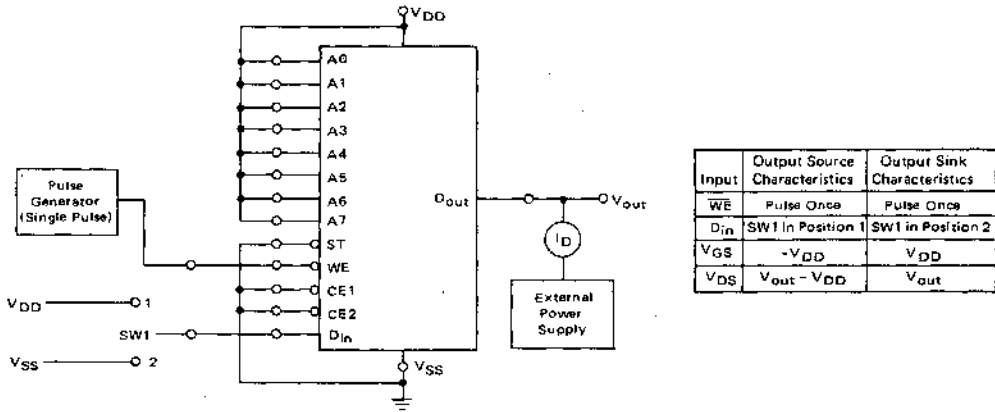 VDD
A0
A1
A2
A3
A4
A5
A6
A7
ST
WE
CE1
CE2
Din
Dout
Vout
ID
External
Power
Supply
VSS
Pulse
Generator
(Single Pulse)
VDD 1
SW1
VSS 2
Input Output Source Characteristics Output Sink Characteristics
WE Pulse Once Pulse Once
Din SW1 in Position 1 SW1 in Position 2
VGS -VDD VDD
VDS Vout - VDD Vout